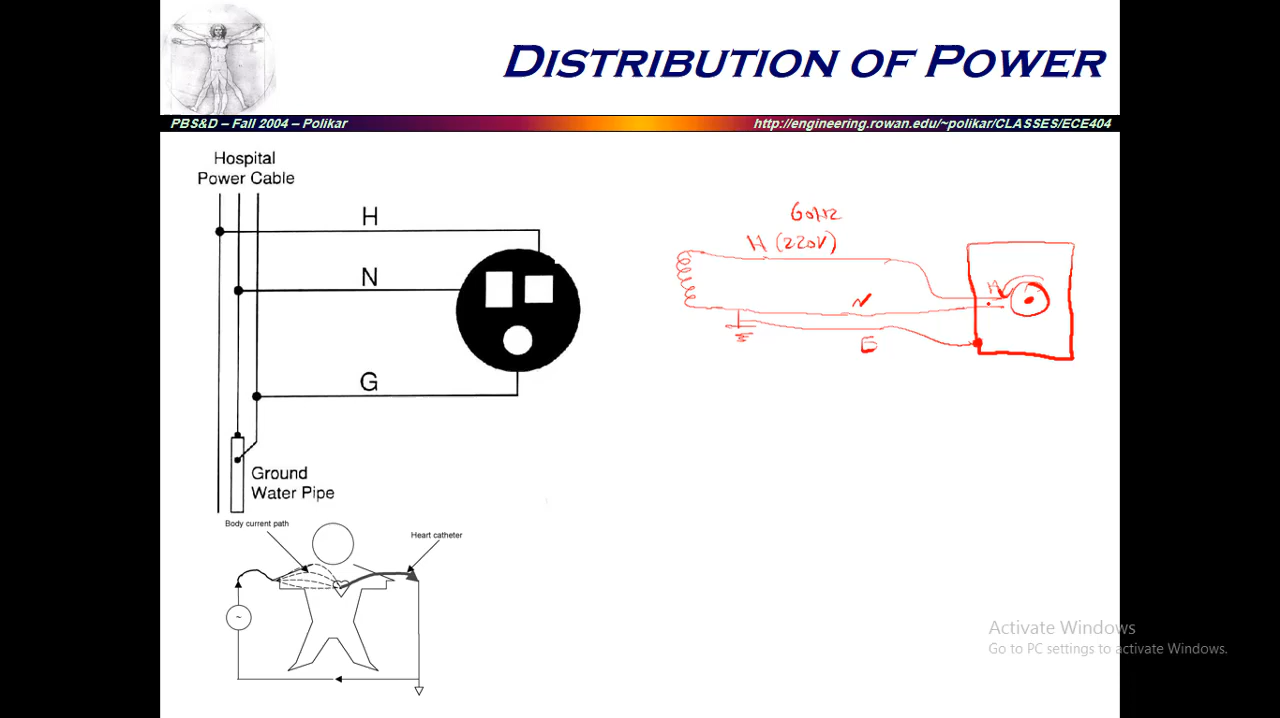 DISTRIBUTION OF POWER
PBS&D – Fall 2004 – Polikar
http://engineering.rowan.edu/~polikar/CLASSES/ECE404
Hospital
Power Cable
H
N
G
Ground
Water Pipe
60Hz
H (220V)
N
H
Body current path
Heart catheter
~
Activate Windows
Go to PC settings to activate Windows.